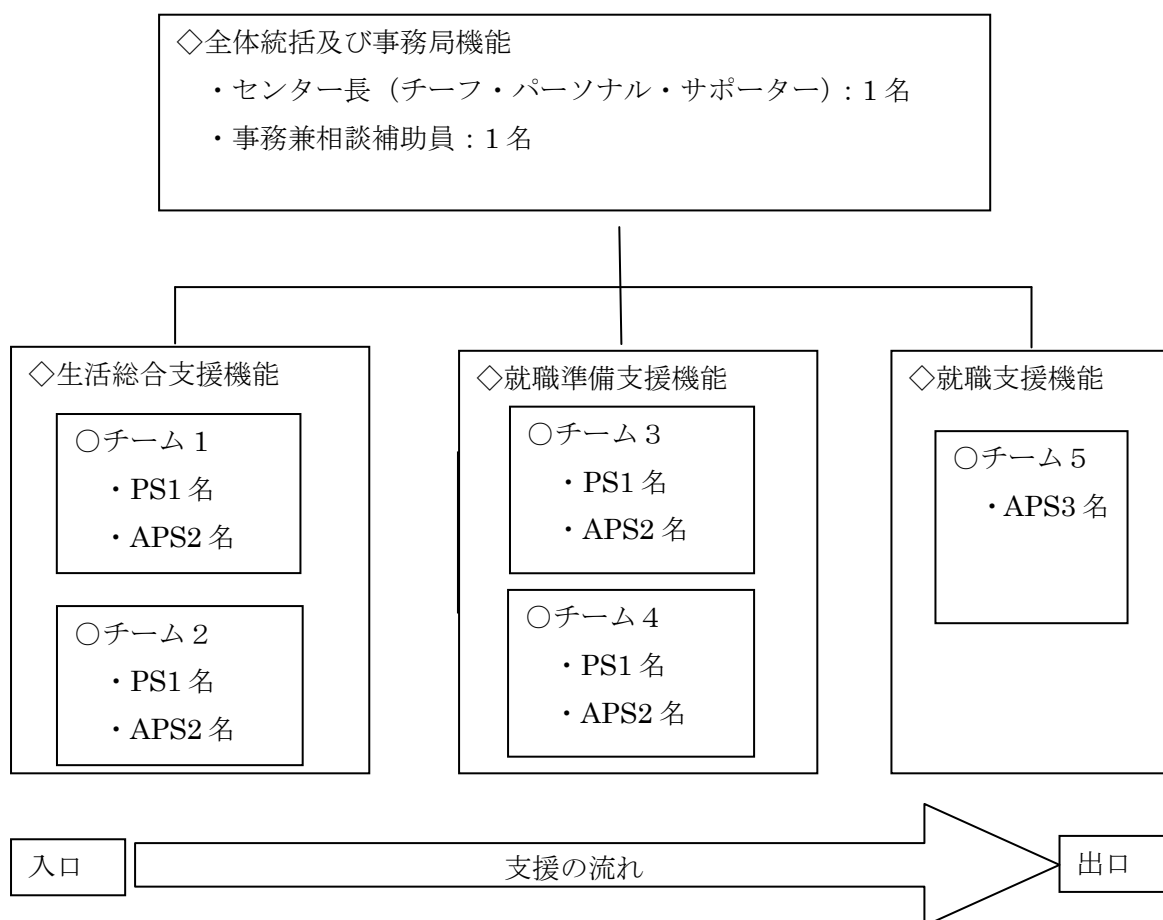 ◇全体統括及び事務局機能
・センター長（チーフ・パーソナル・サポーター）：1名
・事務兼相談補助員：1名
◇生活総合支援機能
○チーム１
・PS1名
・APS2名
○チーム２
・PS1名
・APS2名
◇就職準備支援機能
○チーム３
・PS1名
・APS2名
○チーム４
・PS1名
・APS2名
◇就職支援機能
○チーム５
・APS3名
入口
支援の流れ
出口